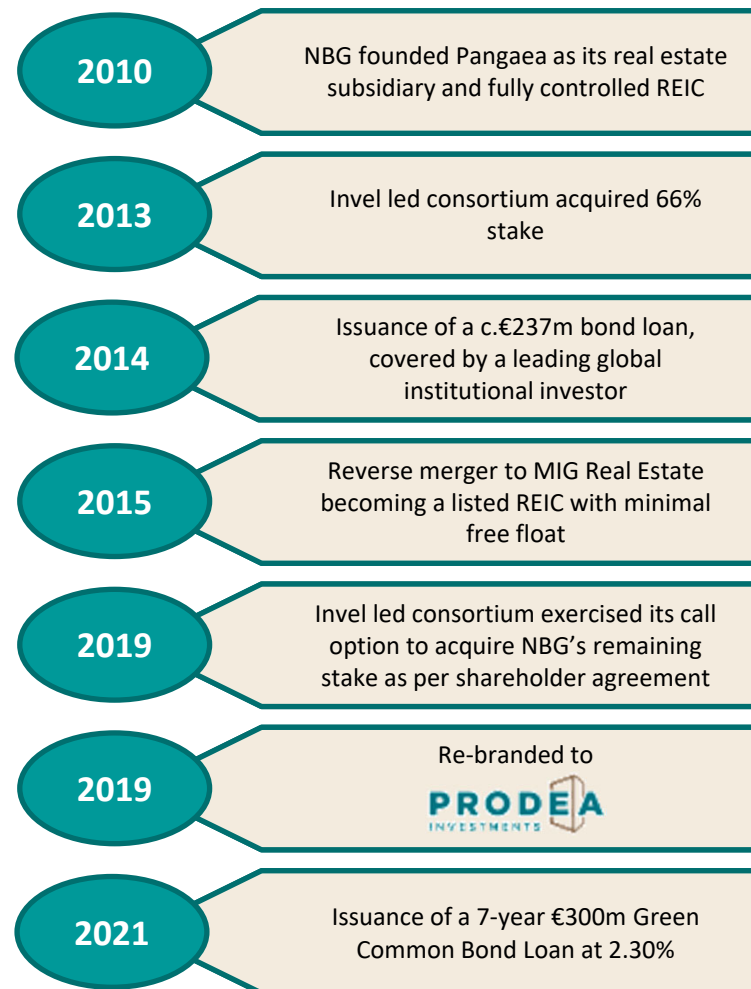 2010
NBG founded Pangaea as its real estate
subsidiary and fully controlled REIC
2013
Invel led consortium acquired 66%
stake
2014
Issuance of a c.€237m bond loan,
covered by a leading global
institutional investor
2015
Reverse merger to MIG Real Estate
becoming a listed REIC with minimal
free float
2019
Invel led consortium exercised its call
option to acquire NBG’s remaining
stake as per shareholder agreement
2019
Re-branded to
PRODEA
INVESTMENTS
2021
Issuance of a 7-year €300m Green
Common Bond Loan at 2.30%